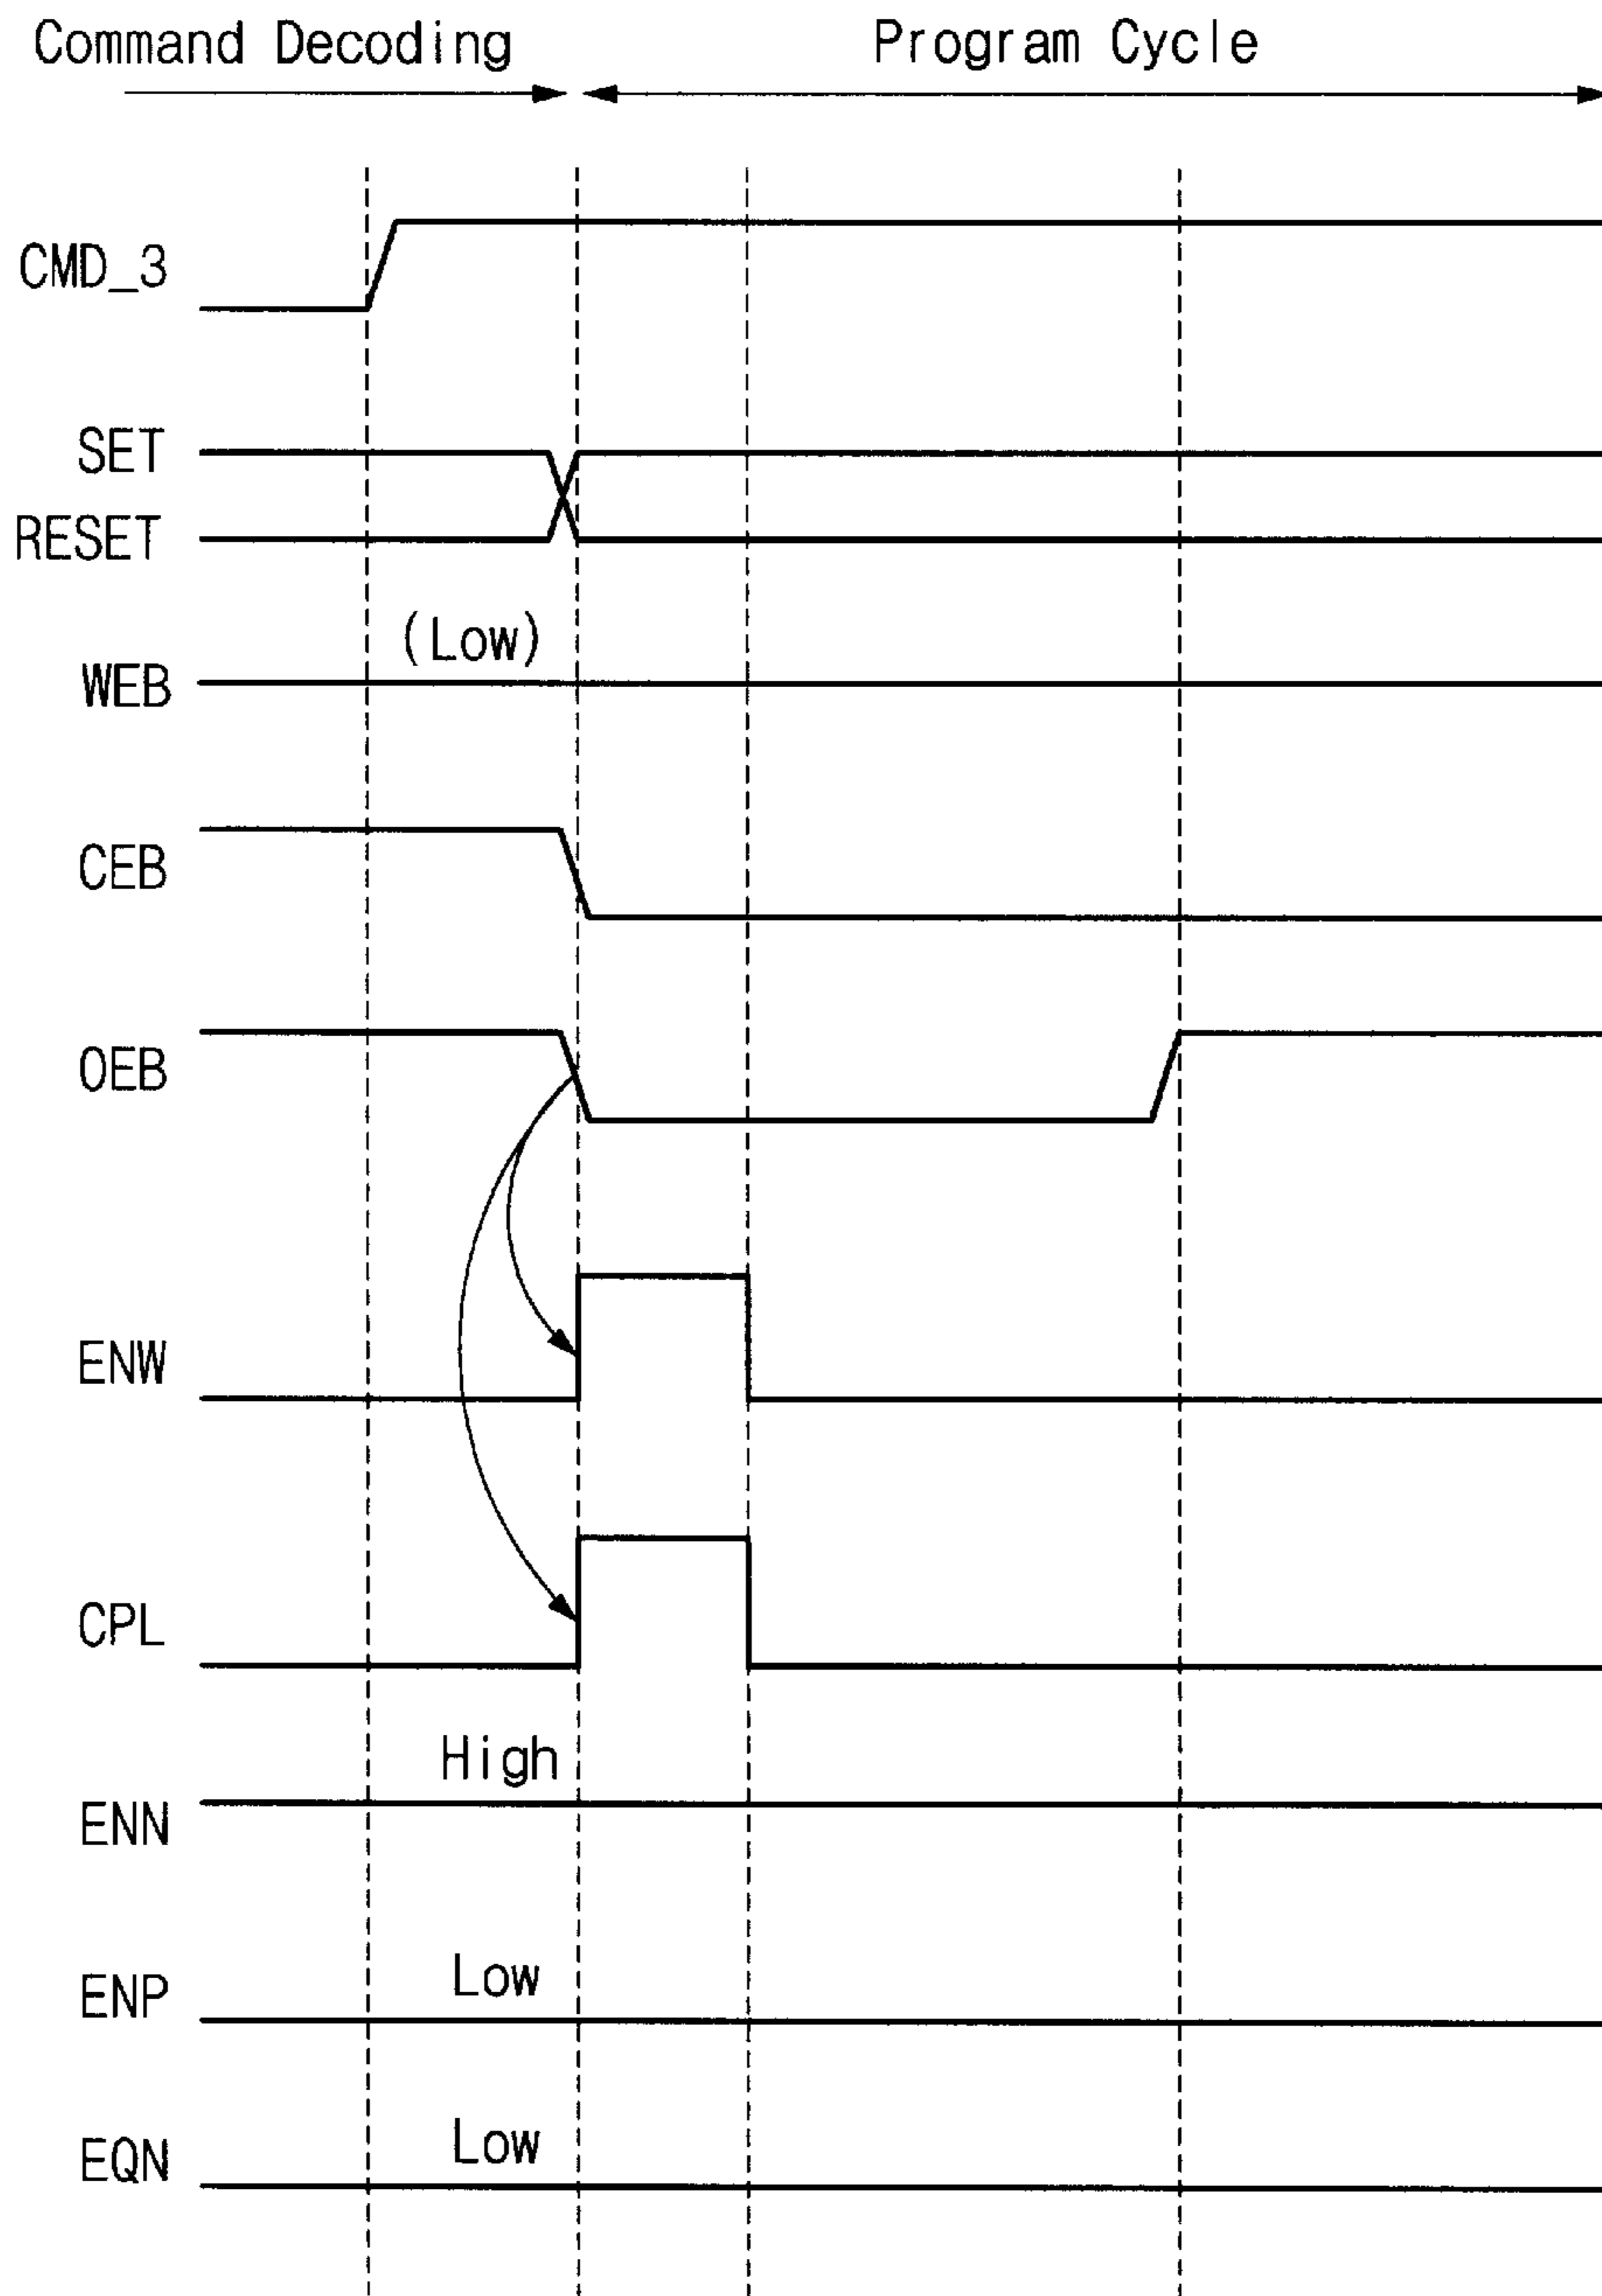 Command Decoding Program Cycle
CMD_3
SET
RESET
(Low)
WEB
CEB
OEB
ENW
CPL
High
ENN
Low
ENP
Low
EQN